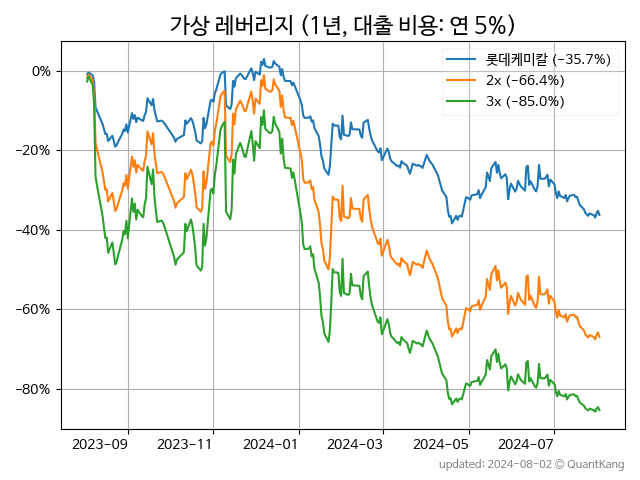 가상 레버리지 (1년, 대출 비용: 연 5%)
롯데케미칼 (−35.7%)
2x (−66.4%)
3x (−85.0%)
0%
−20%
−40%
−60%
−80%
2023-09
2023-11
2024-01
2024-03
2024-05
2024-07
updated: 2024-08-02 © QuantKang